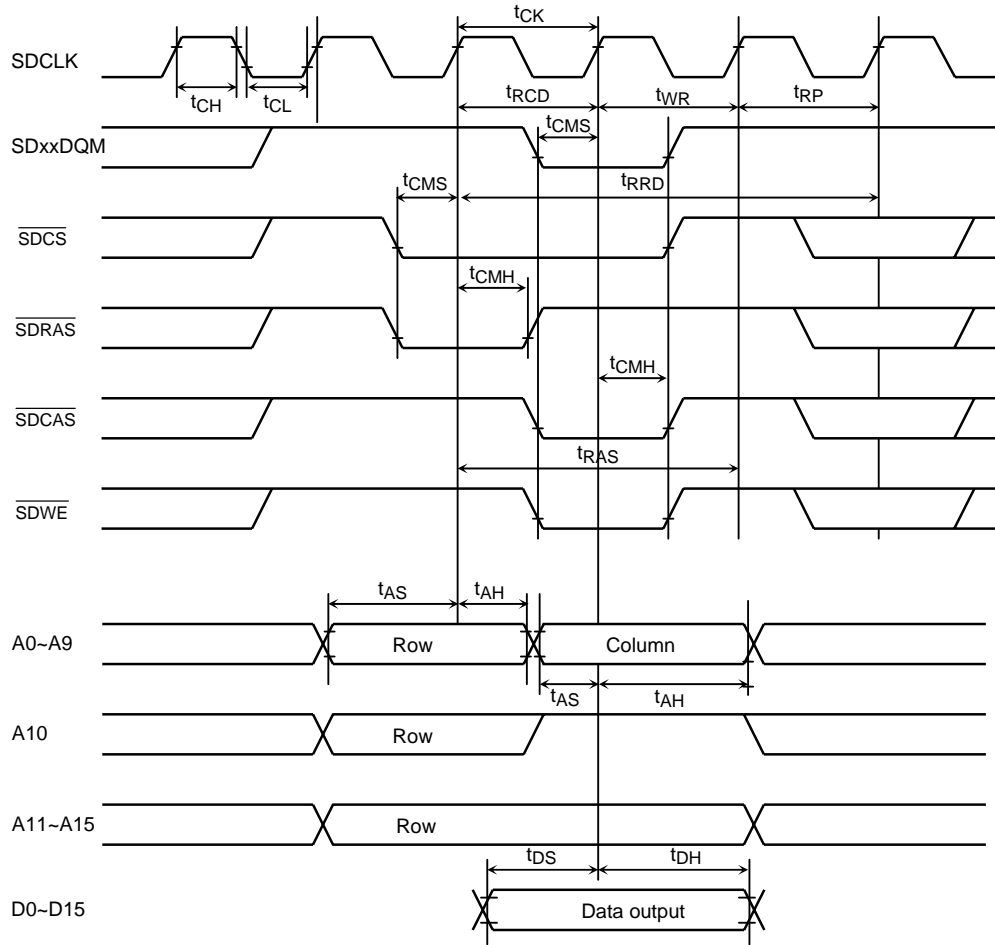 tCK
SDCLK
tCH tCL
tRCD tWR tRP
SDxxDQM
tCMS
tCMS
tRRD
SDCS
tCMH
SDRAS
tCMH
SDCAS
tRAS
SDWE
tAS tAH
A0~A9 Row Column
tAS tAH
A10 Row
A11~A15 Row
tDS tDH
D0~D15 Data output